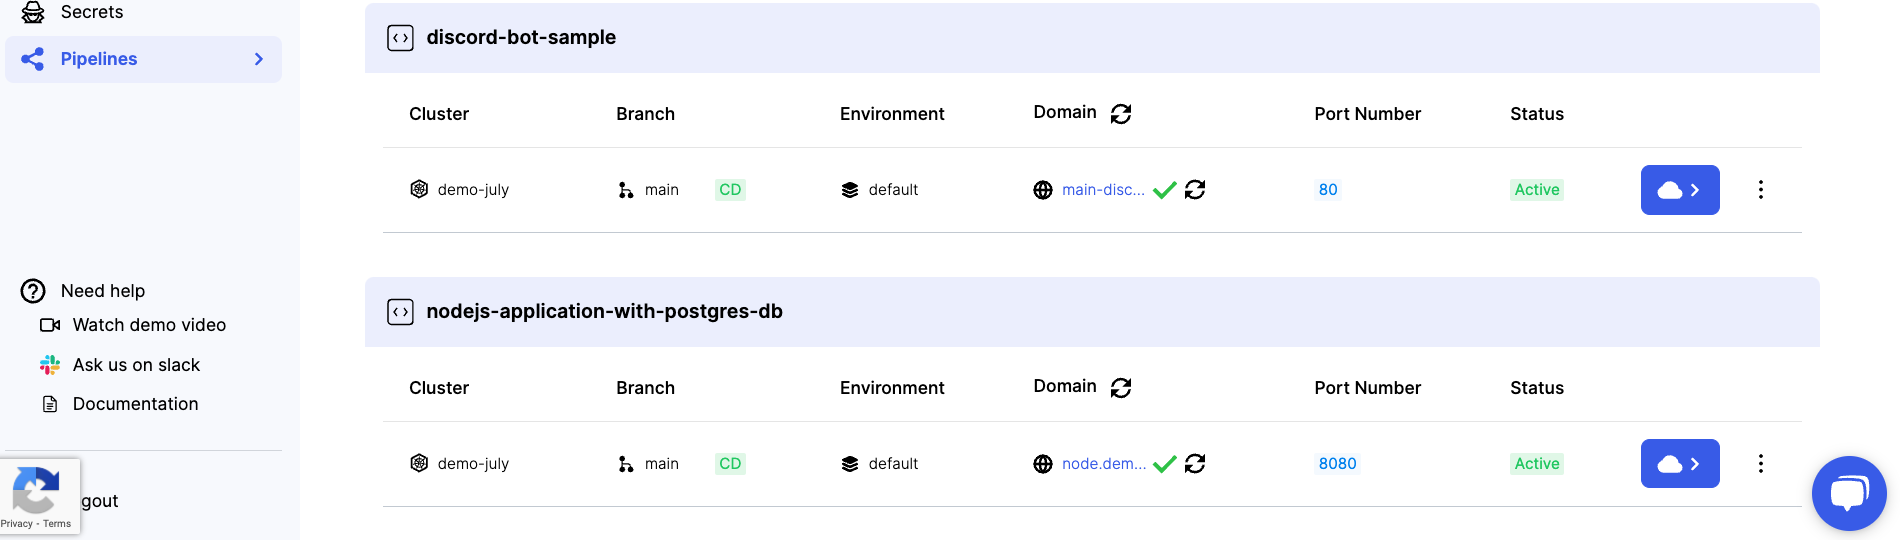 Secrets
Pipelines
Need help
Watch demo video
Ask us on slack
Documentation
gout
Privacy - Terms
discord-bot-sample
Cluster Branch Environment Domain Port Number Status
demo-july main CD default main-disc... 80 Active
nodejs-application-with-postgres-db
Cluster Branch Environment Domain Port Number Status
demo-july main CD default node.dem... 8080 Active